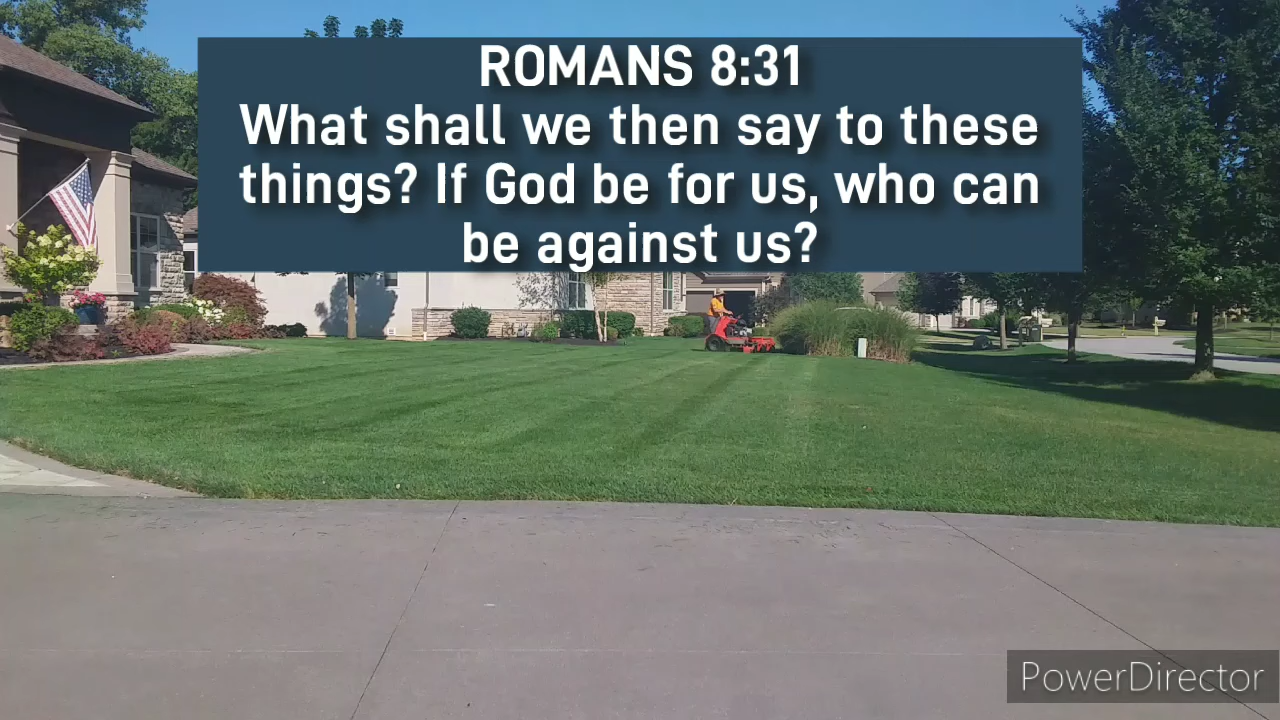 ROMANS 8:31
What shall we then say to these
things? If God be for us, who can
be against us?
PowerDirector